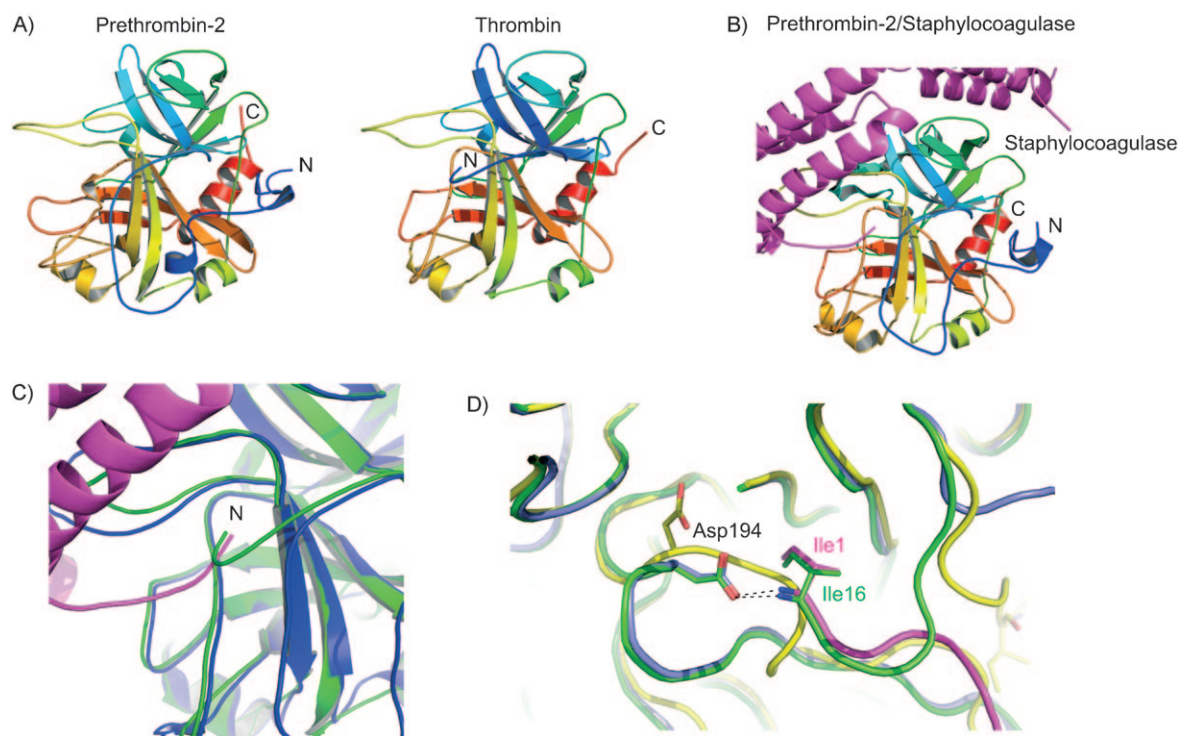 A)
Prethrombin-2
C
N
Thrombin
C
N
B)
Prethrombin-2/Staphylocoagulase
Staphylocoagulase
C
N
C)
N
D)
Asp194
Ile1
Ile16